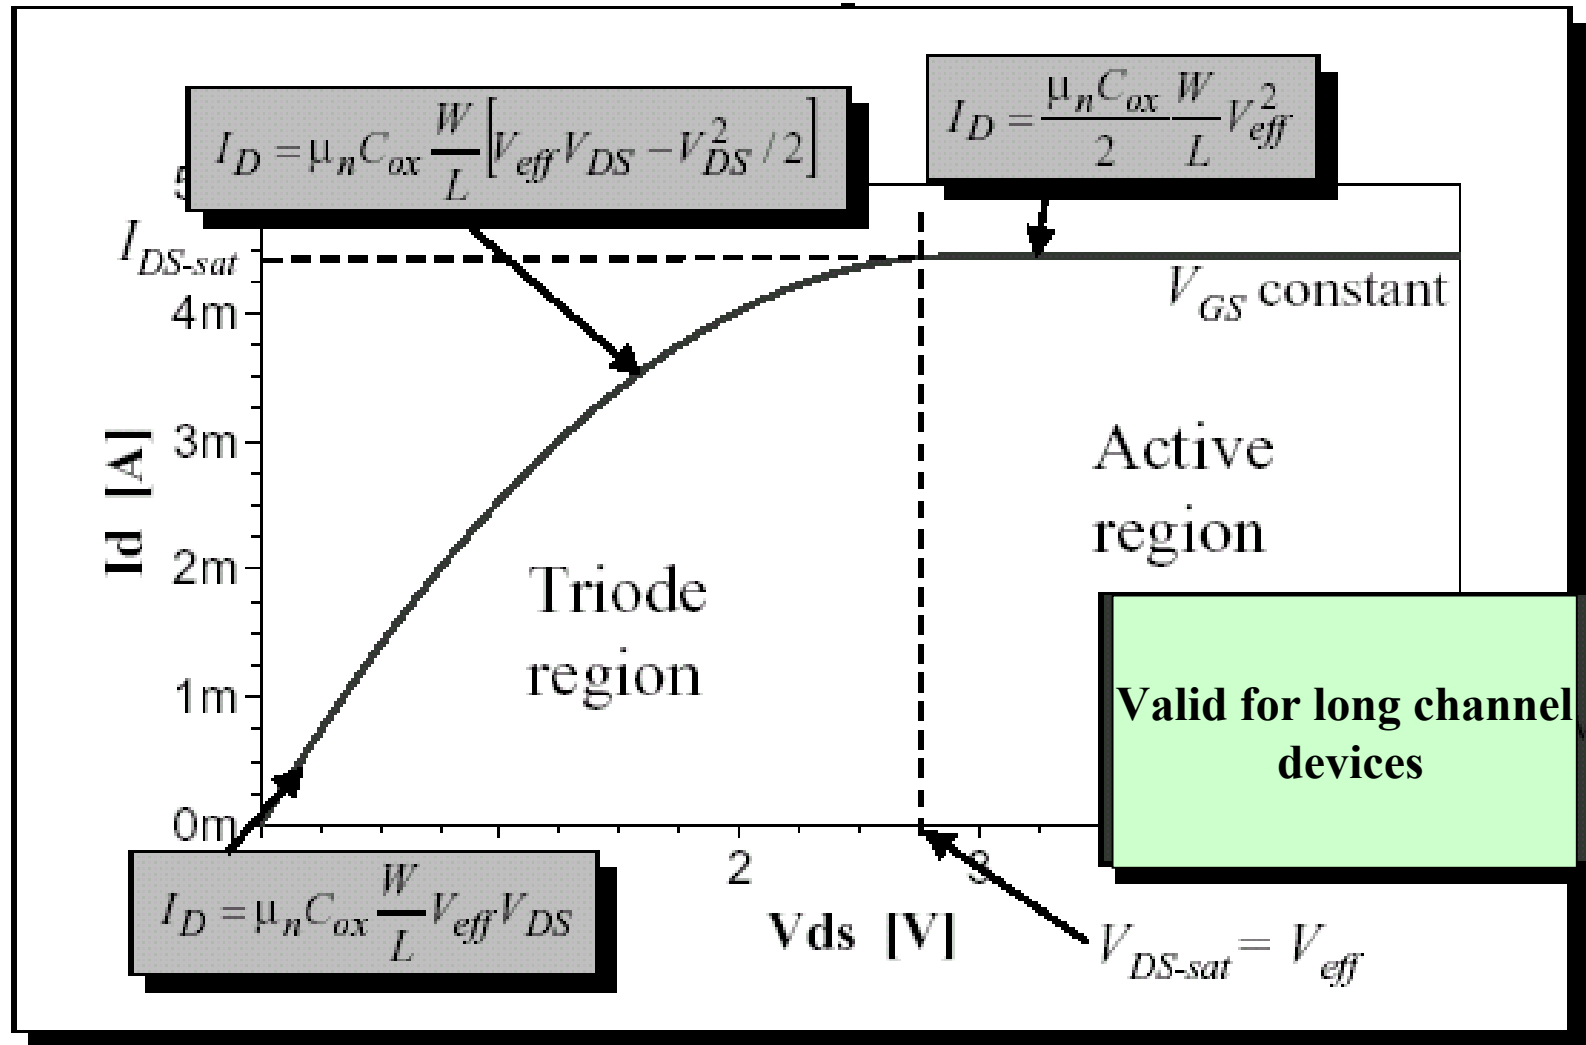 I_D = μ_n C_ox W/L [V_eff V_DS − V_DS^2 / 2]
I_D = μ_n C_ox/2 W/L V_eff^2
5
I_DS-sat
V_GS constant
4m
3m
2m
1m
0m
Id [A]
Active
region
Triode
region
Valid for long channel
devices
2
3
Vds [V]
I_D = μ_n C_ox W/L V_eff V_DS
V_DS-sat = V_eff